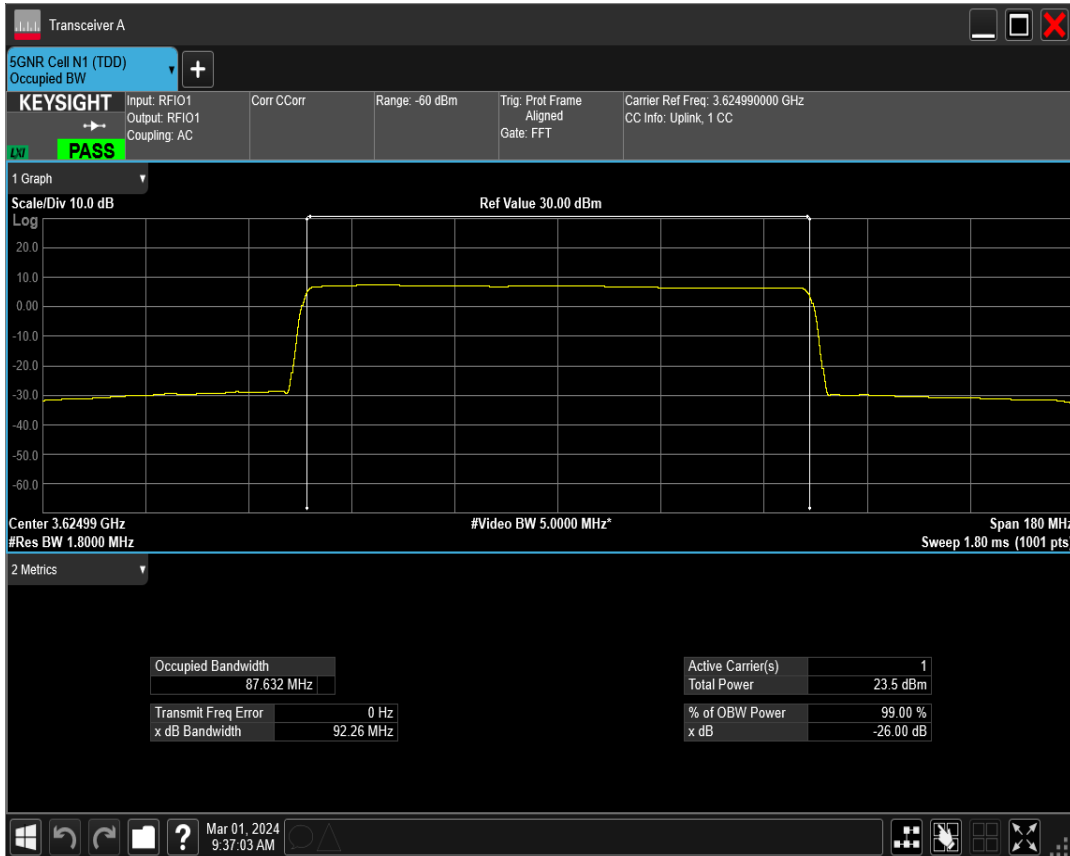 Transceiver A
5GNR Cell N1 (TDD)
Occupied BW
+
KEYSIGHT
Input: RFIO1
Output: RFIO1
Coupling: AC
Corr CCorr
Range: -60 dBm
Trig: Prot Frame
Aligned
Gate: FFT
Carrier Ref Freq: 3.624990000 GHz
CC Info: Uplink, 1 CC
LXI
PASS
1 Graph
Scale/Div 10.0 dB
Ref Value 30.00 dBm
Log
20.0
10.0
0.00
-10.0
-20.0
-30.0
-40.0
-50.0
-60.0
Center 3.62499 GHz
#Video BW 5.0000 MHz*
Span 180 MHz
#Res BW 1.8000 MHz
Sweep 1.80 ms (1001 pts)
2 Metrics
Occupied Bandwidth
87.632 MHz
Transmit Freq Error 0 Hz
x dB Bandwidth 92.26 MHz
Active Carrier(s) 1
Total Power 23.5 dBm
% of OBW Power 99.00 %
x dB -26.00 dB
?
Mar 01, 2024
9:37:03 AM